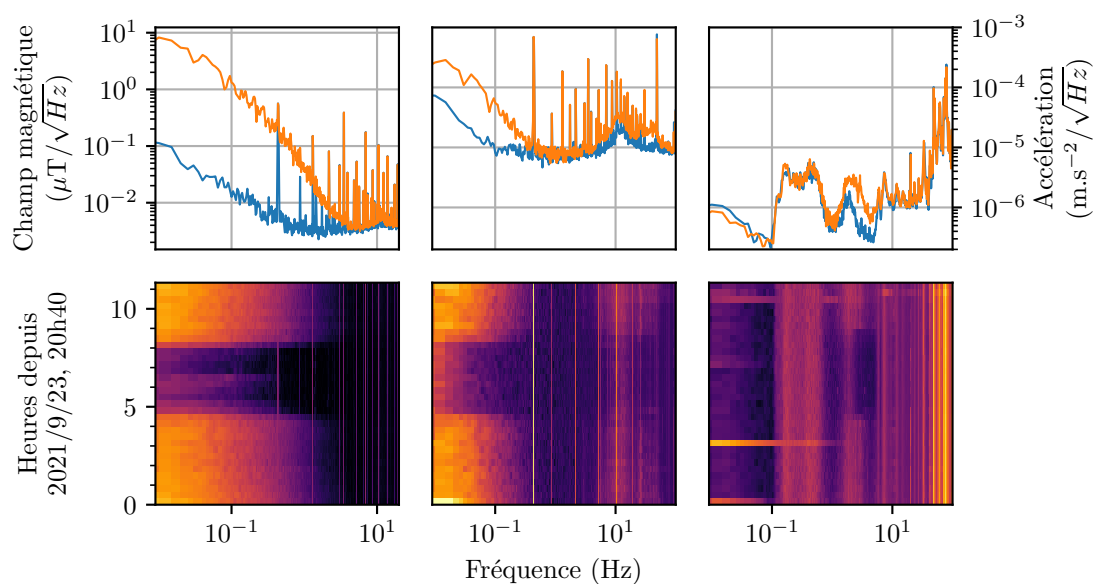 Champ magnétique
(μT/√Hz)
10^1
10^0
10^-1
10^-2
10^-3
10^-4
10^-5
10^-6
Accélération
(m.s^-2/√Hz)
Heures depuis
2021/9/23, 20h40
10
5
0
10^-1 10^1 10^-1 10^1 10^-1 10^1
Fréquence (Hz)